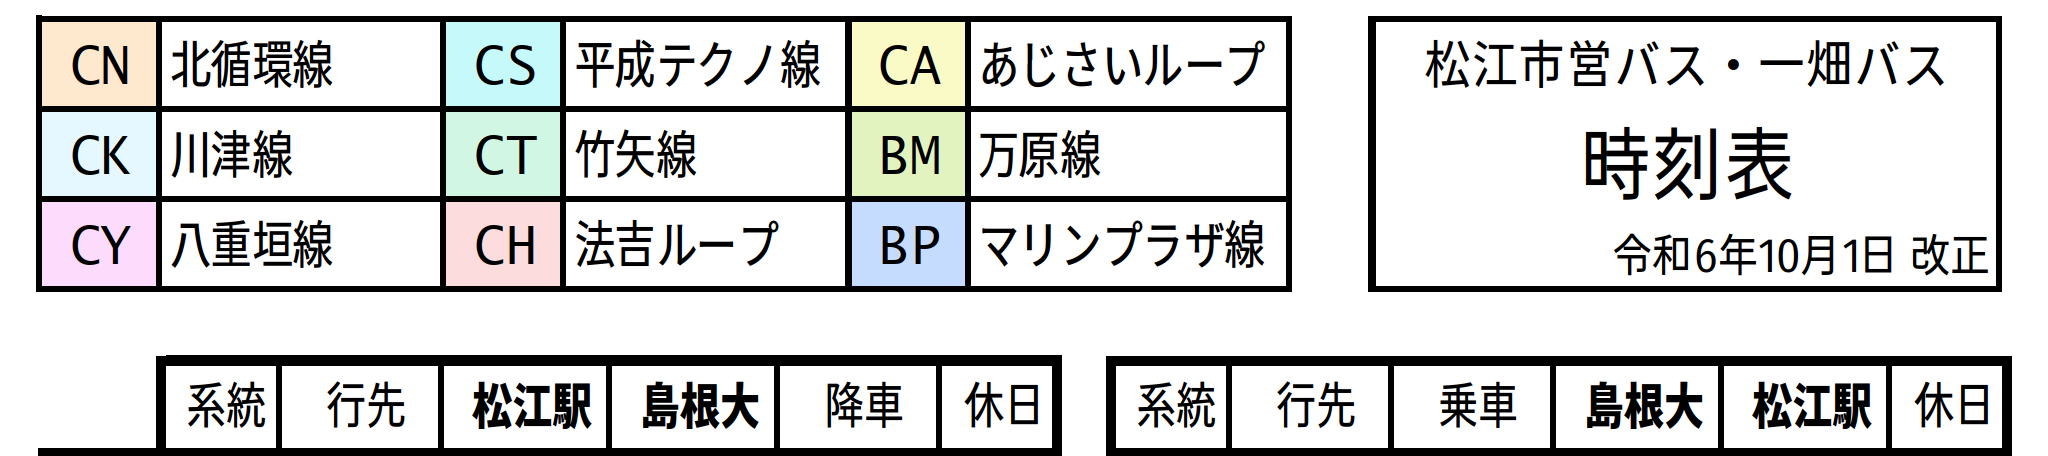 CN 北循環線 CS 平成テクノ線 CA あじさいループ
CK 川津線 CT 竹矢線 BM 万原線
CY 八重垣線 CH 法吉ループ BP マリンプラザ線
松江市営バス・一畑バス
時刻表
令和6年10月1日 改正
系統 行先 松江駅 島根大 降車 休日
系統 行先 乗車 島根大 松江駅 休日